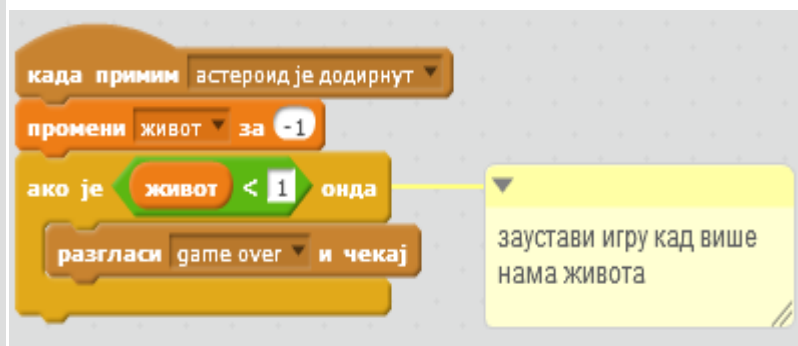 када примим астероид је додирнут
промени живот за -1
ако је живот < 1 онда
разгласи game over и чекај
заустави игру кад више
нама живота